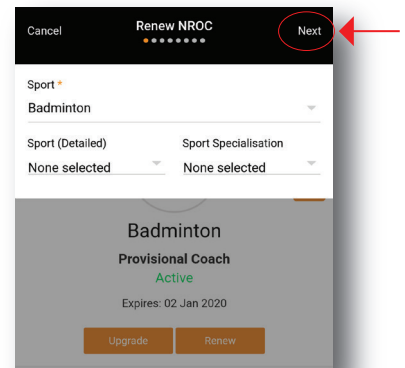 Cancel Renew NROC Next
Sport *
Badminton
Sport (Detailed) Sport Specialisation
None selected None selected
Badminton
Provisional Coach
Active
Expires: 02 Jan 2020
Upgrade Renew